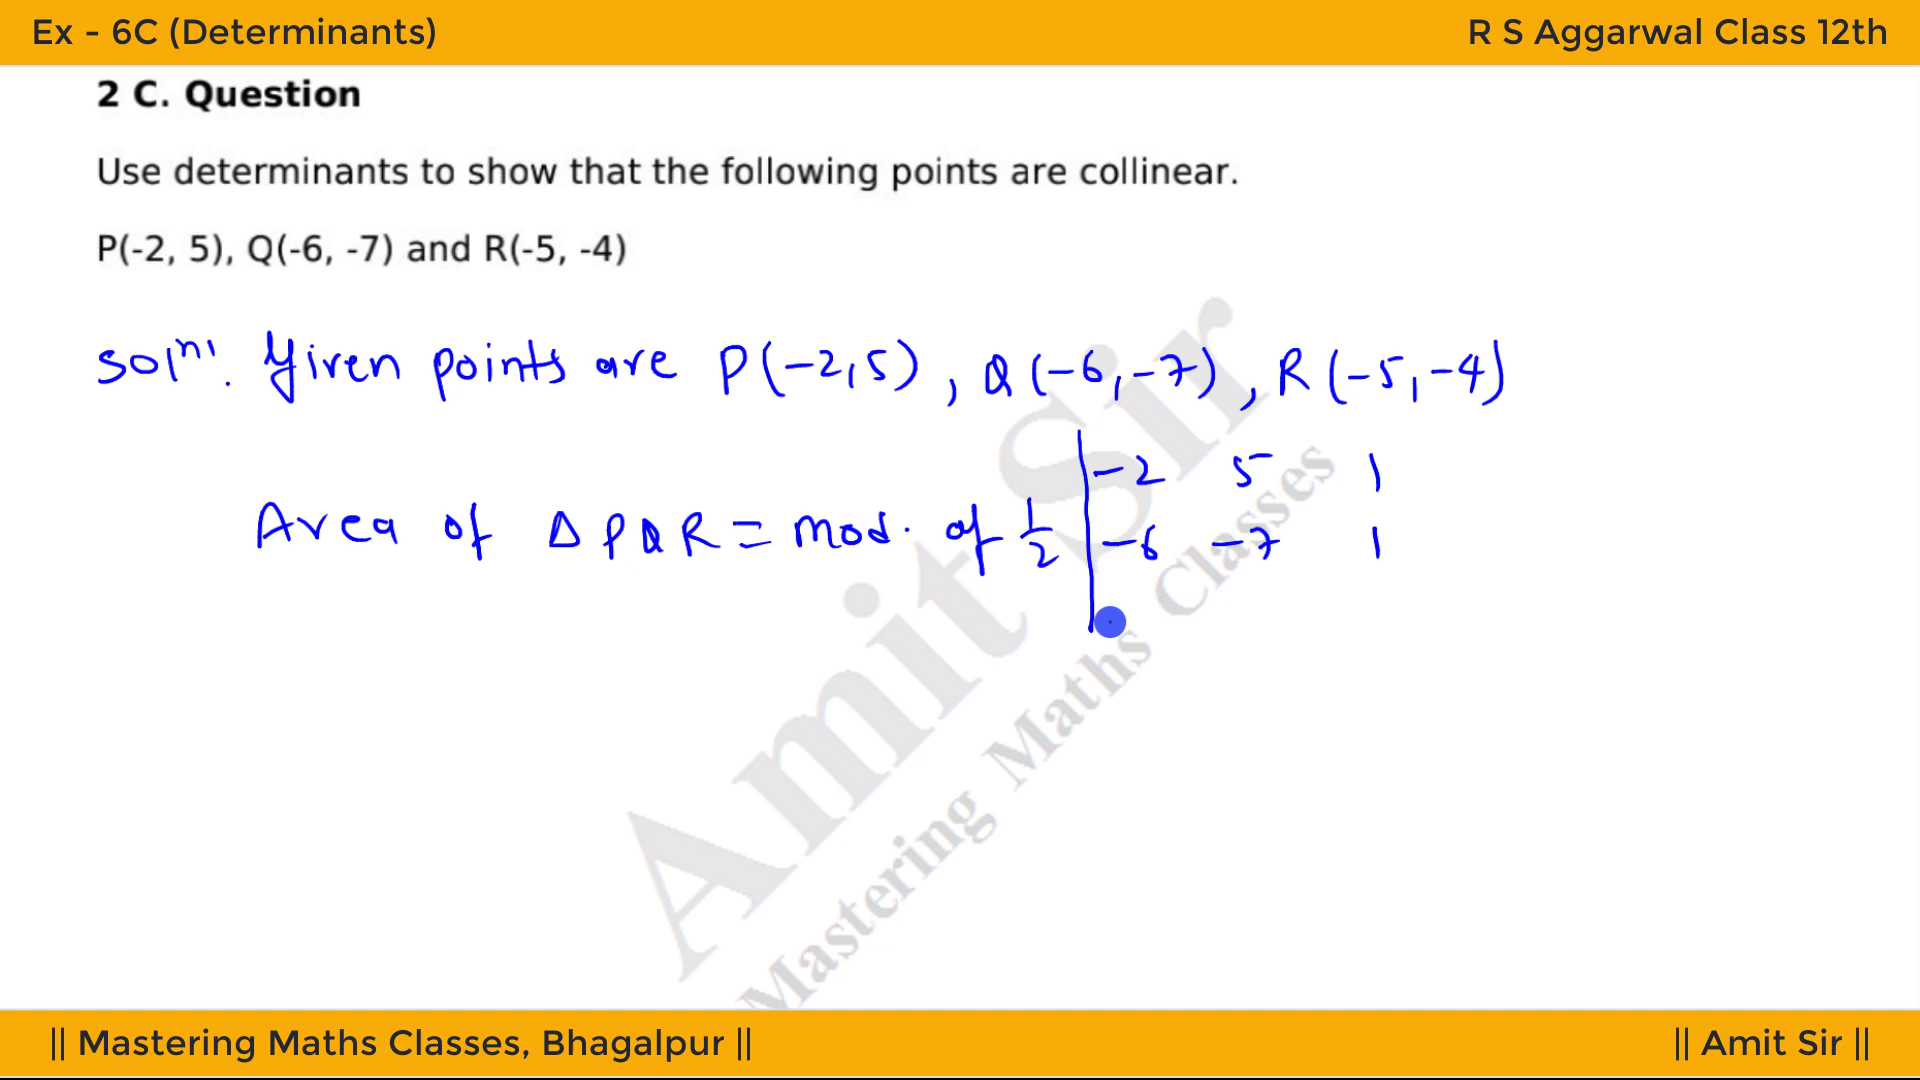 Ex - 6C (Determinants)
R S Aggarwal Class 12th
2 C. Question
Use determinants to show that the following points are collinear.
P(-2, 5), Q(-6, -7) and R(-5, -4)
Solⁿ: Given points are P(-2,5), Q(-6,-7), R(-5,-4)
-2 5 1
Area of Δ PQR = mod. of 1/2
-6 -7 1
Amit Sir
Mastering Maths Classes
|| Mastering Maths Classes, Bhagalpur ||
|| Amit Sir ||